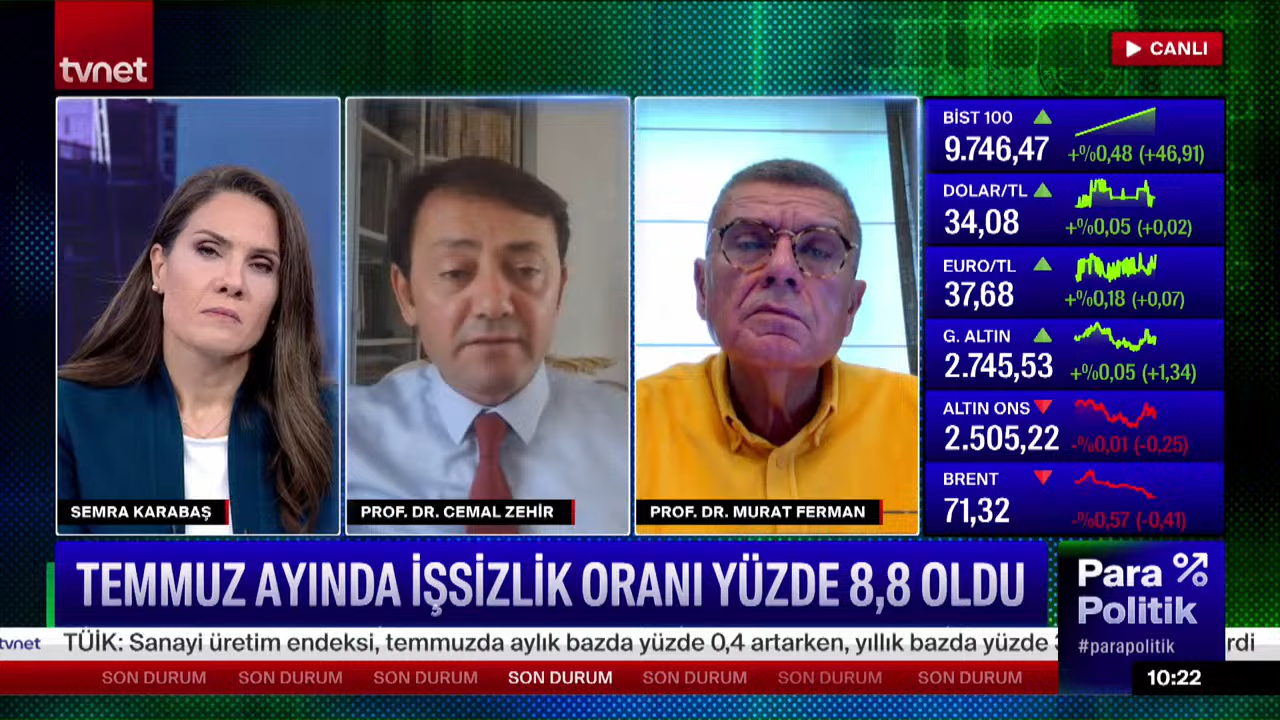 tvnet
CANLI
BİST 100
9.746,47
+%0,48 (+46,91)
DOLAR/TL
34,08
+%0,05 (+0,02)
EURO/TL
37,68
+%0,18 (+0,07)
G. ALTIN
2.745,53
+%0,05 (+1,34)
ALTIN ONS
2.505,22
-%0,01 (-0,25)
BRENT
71,32
-%0,57 (-0,41)
SEMRA KARABAŞ
PROF. DR. CEMAL ZEHİR
PROF. DR. MURAT FERMAN
TEMMUZ AYINDA İŞSİZLİK ORANI YÜZDE 8,8 OLDU
Para %
Politik
#parapolitik
tvnet TÜİK: Sanayi üretim endeksi, temmuzda aylık bazda yüzde 0,4 artarken, yıllık bazda yüzde
SON DURUM SON DURUM SON DURUM SON DURUM SON DURUM SON DURUM SON DURUM
10:22